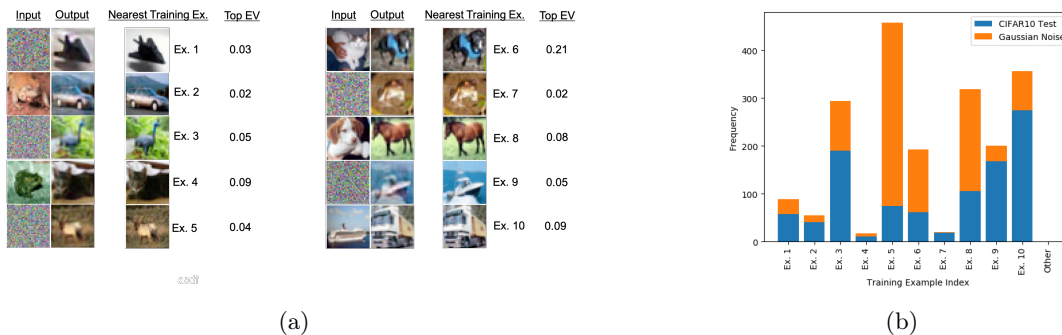 Input Output Nearest Training Ex. Top EV
Ex. 1 0.03
Ex. 2 0.02
Ex. 3 0.05
Ex. 4 0.09
Ex. 5 0.04
Input Output Nearest Training Ex. Top EV
Ex. 6 0.21
Ex. 7 0.02
Ex. 8 0.08
Ex. 9 0.05
Ex. 10 0.09
(a)
CIFAR10 Test
Gaussian Noise
Frequency
400
300
200
100
0
Ex. 1 Ex. 2 Ex. 3 Ex. 4 Ex. 5 Ex. 6 Ex. 7 Ex. 8 Ex. 9 Ex. 10 Other
Training Example Index
(b)